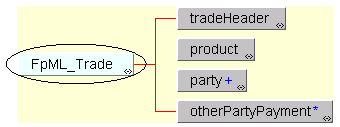 tradeHeader
product
FpML_Trade
party+
otherPartyPayment*